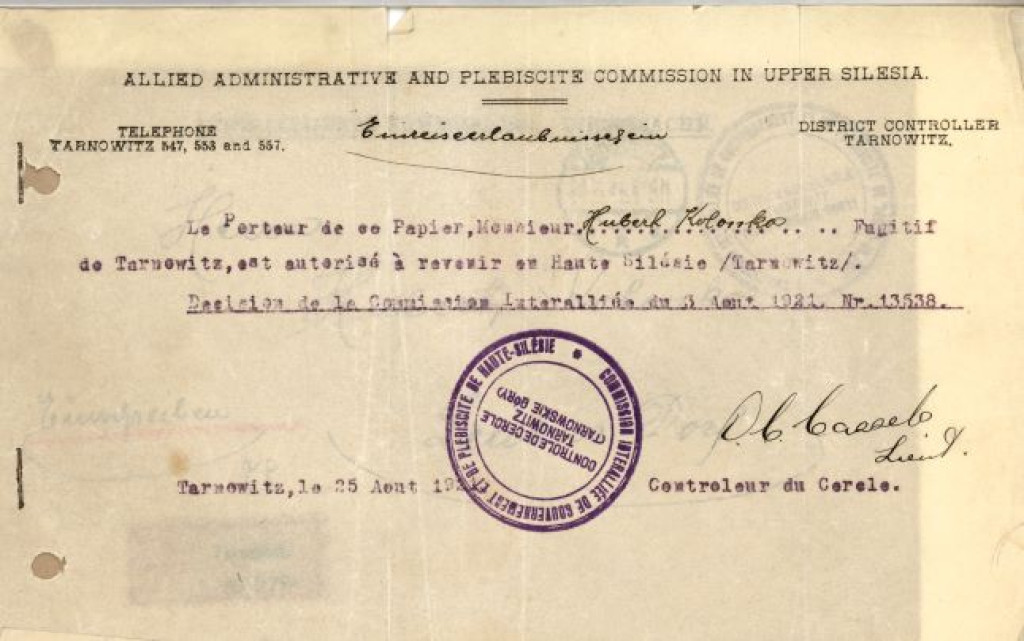 ALLIED ADMINISTRATIVE AND PLEBISCITE COMMISSION IN UPPER SILESIA.
TELEPHONE
TARNOWITZ 547, 553 and 557.
DISTRICT CONTROLLER
TARNOWITZ.
Le Porteur de ce Papier, Monsieur. Hubert Kolonko ..... Fugitif
de Tarnowitz, est autorisé à revenir en Haute Silésie /Tarnowitz/.
Decision de la Commission Interalliée du 3 Aout 1921. Nr. 13538.
COMMISSION INTERALLIÉE DE GOUVERNEMENT ET DE PLÉBISCITE DE HAUTE-SILÉSIE
CONTROLE DE CERCLE
TARNOWITZ
(TARNOWSKIE GÓRY)
Lieut.
Tarnowitz, le 25 Aout
Controleur du Cercle.
Einschreiben